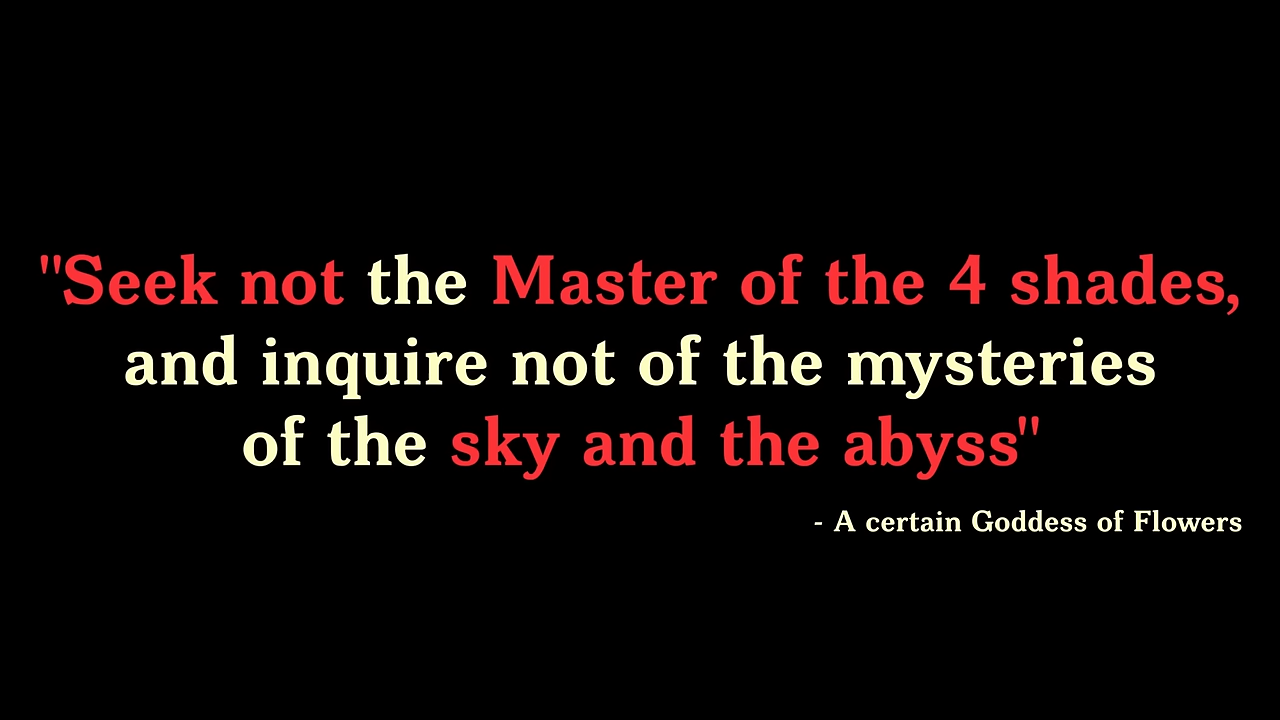 "Seek not the Master of the 4 shades,
and inquire not of the mysteries
of the sky and the abyss"
- A certain Goddess of Flowers